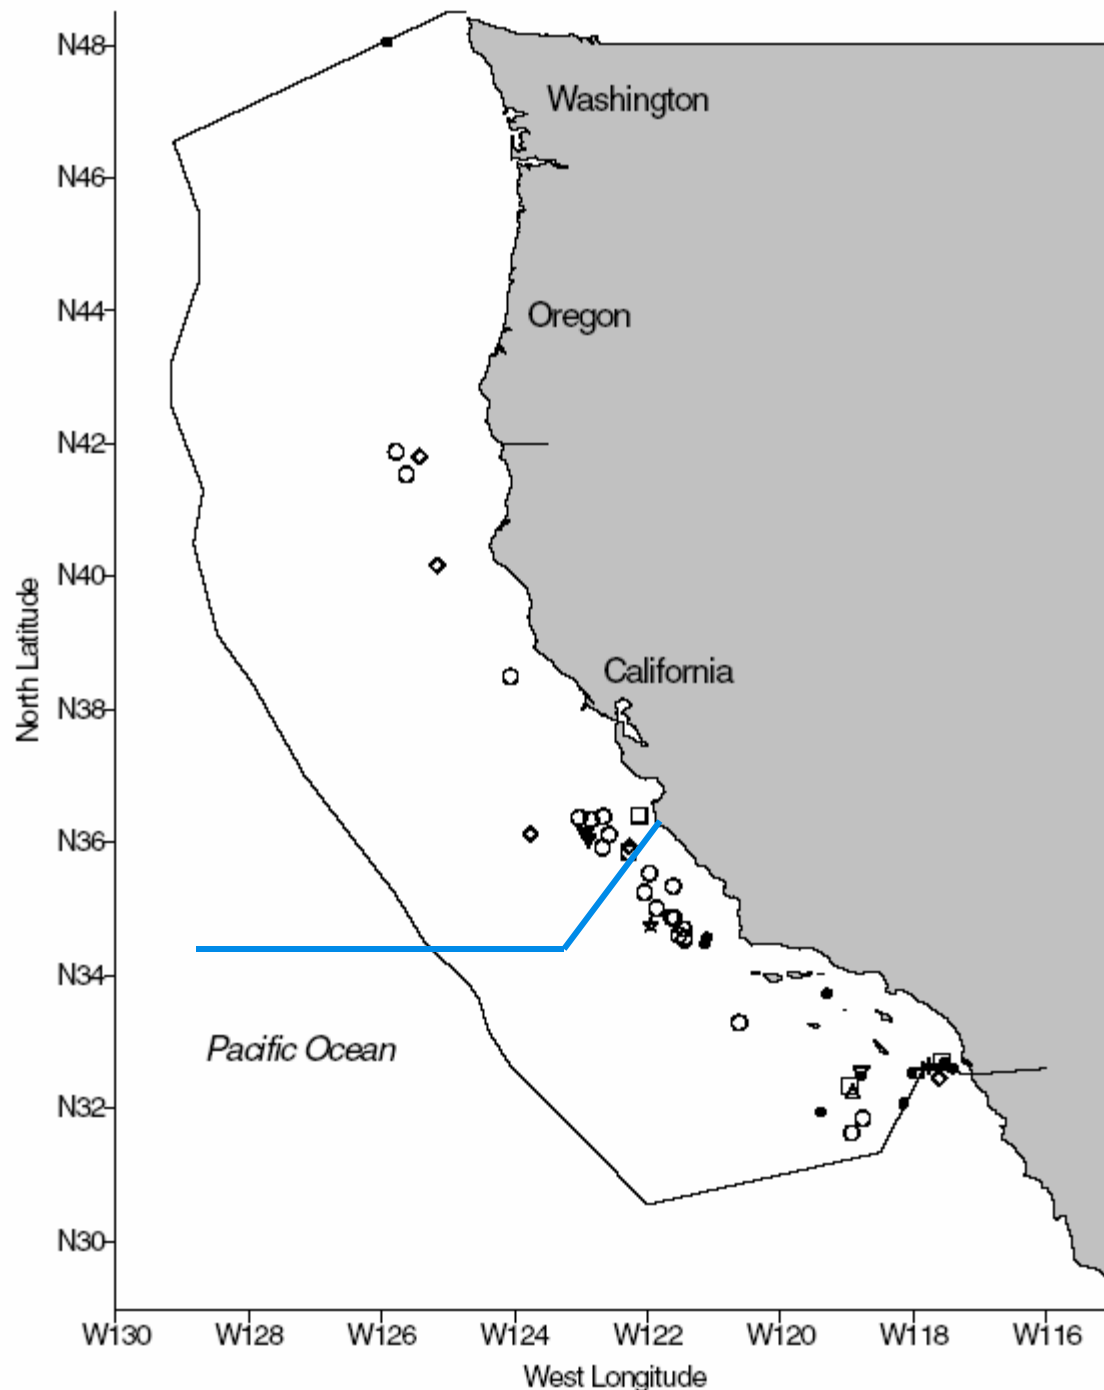 N48
Washington
N46
N44
Oregon
N42
N40
North Latitude
California
N38
N36
N34
Pacific Ocean
N32
N30
W130 W128 W126 W124 W122 W120 W118 W116
West Longitude